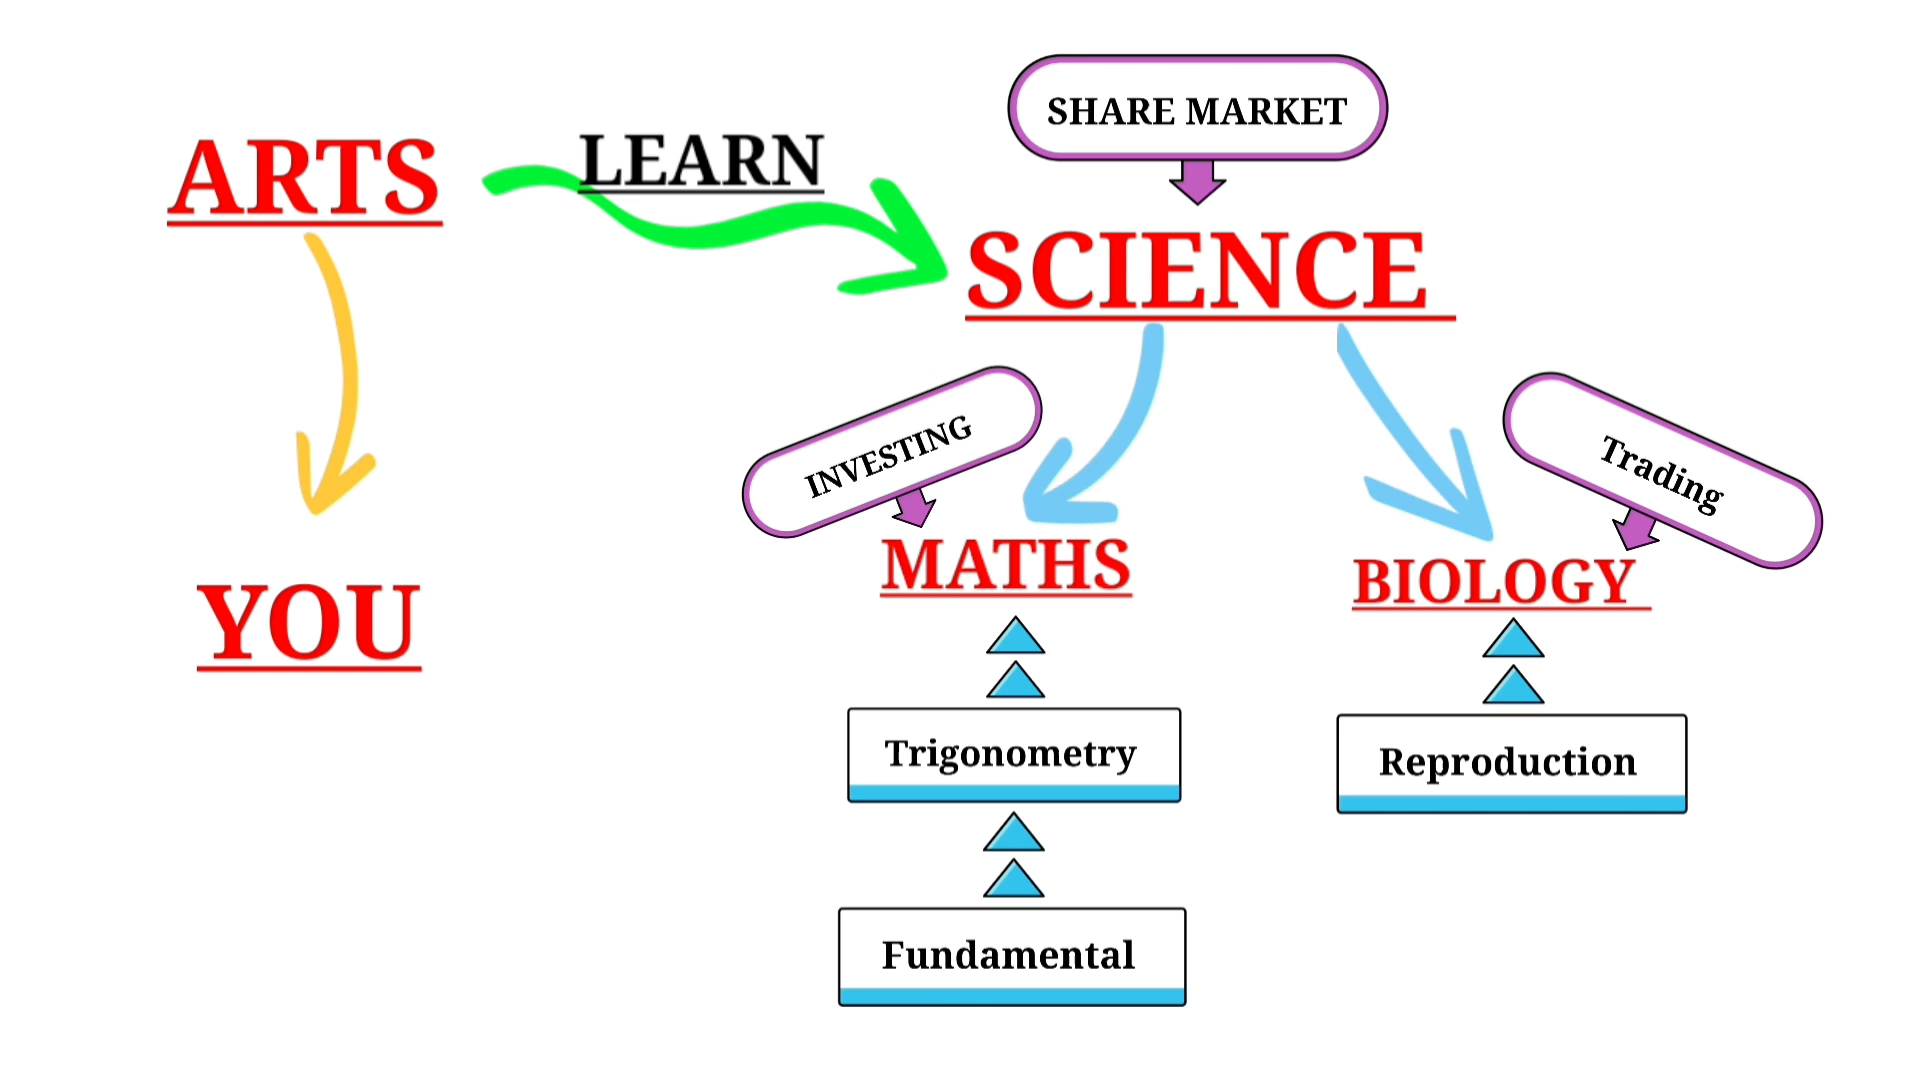 SHARE MARKET
ARTS
LEARN
SCIENCE
INVESTING
Trading
MATHS
BIOLOGY
YOU
Trigonometry
Reproduction
Fundamental